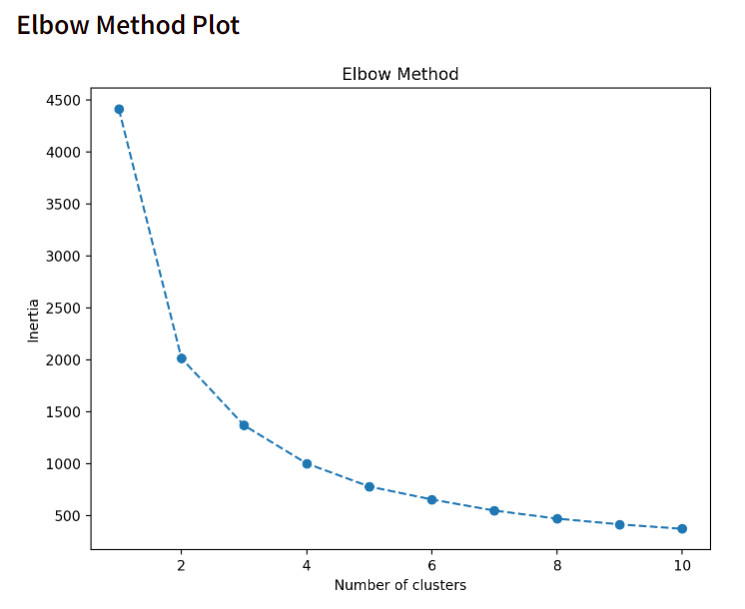 Elbow Method Plot
Elbow Method
4500
4000
3500
3000
2500
2000
1500
1000
500
Inertia
2 4 6 8 10
Number of clusters